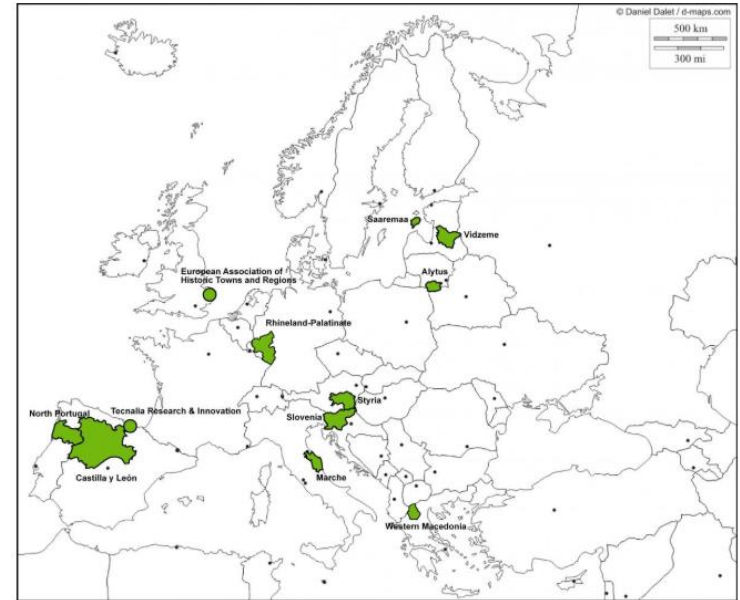 © Daniel Dalet / d-maps.com
500 km
300 mi
Saaremaa
Vidzeme
Alytus
European Association of
Historic Towns and Regions
Rhineland-Palatinate
North Portugal
Tecnalia Research & Innovation
Styria
Slovenia
Castilla y León
Marche
Western Macedonia